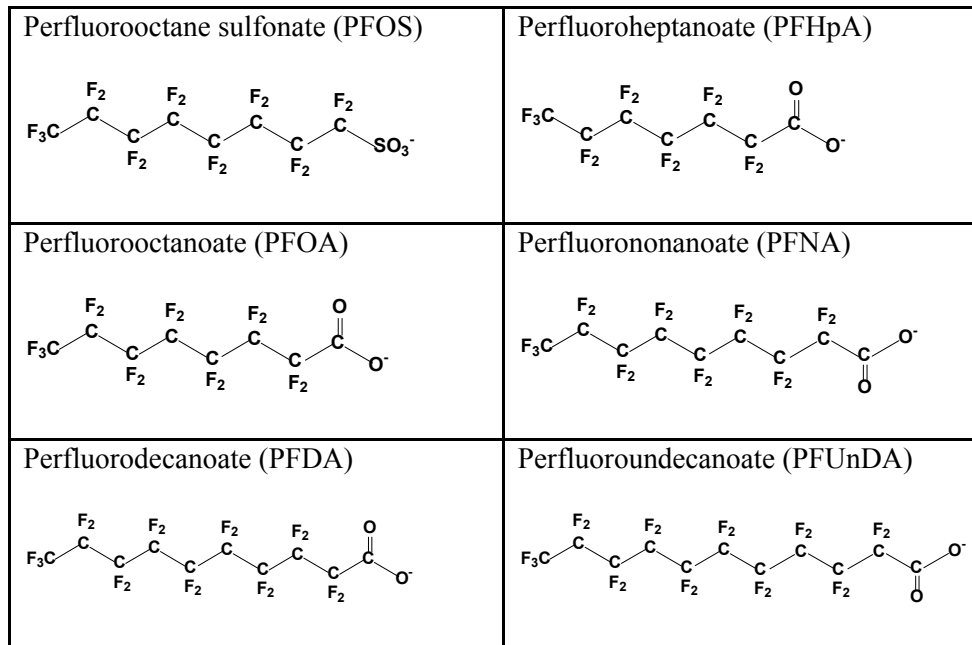 Perfluorooctane sulfonate (PFOS)
F₂ F₂ F₂ F₂
F₃C C C C C C C C SO₃⁻
F₂ F₂ F₂
Perfluoroheptanoate (PFHpA)
F₂ F₂ O
F₃C C C C C C C O⁻
F₂ F₂ F₂
Perfluorooctanoate (PFOA)
F₂ F₂ F₂ O
F₃C C C C C C C C O⁻
F₂ F₂ F₂
Perfluorononanoate (PFNA)
F₂ F₂ F₂ F₂
F₃C C C C C C C C C O⁻
F₂ F₂ F₂ O
Perfluorodecanoate (PFDA)
F₂ F₂ F₂ F₂ O
F₃C C C C C C C C C C O⁻
F₂ F₂ F₂ F₂
Perfluoroundecanoate (PFUnDA)
F₂ F₂ F₂ F₂ F₂
F₃C C C C C C C C C C C O⁻
F₂ F₂ F₂ F₂ O